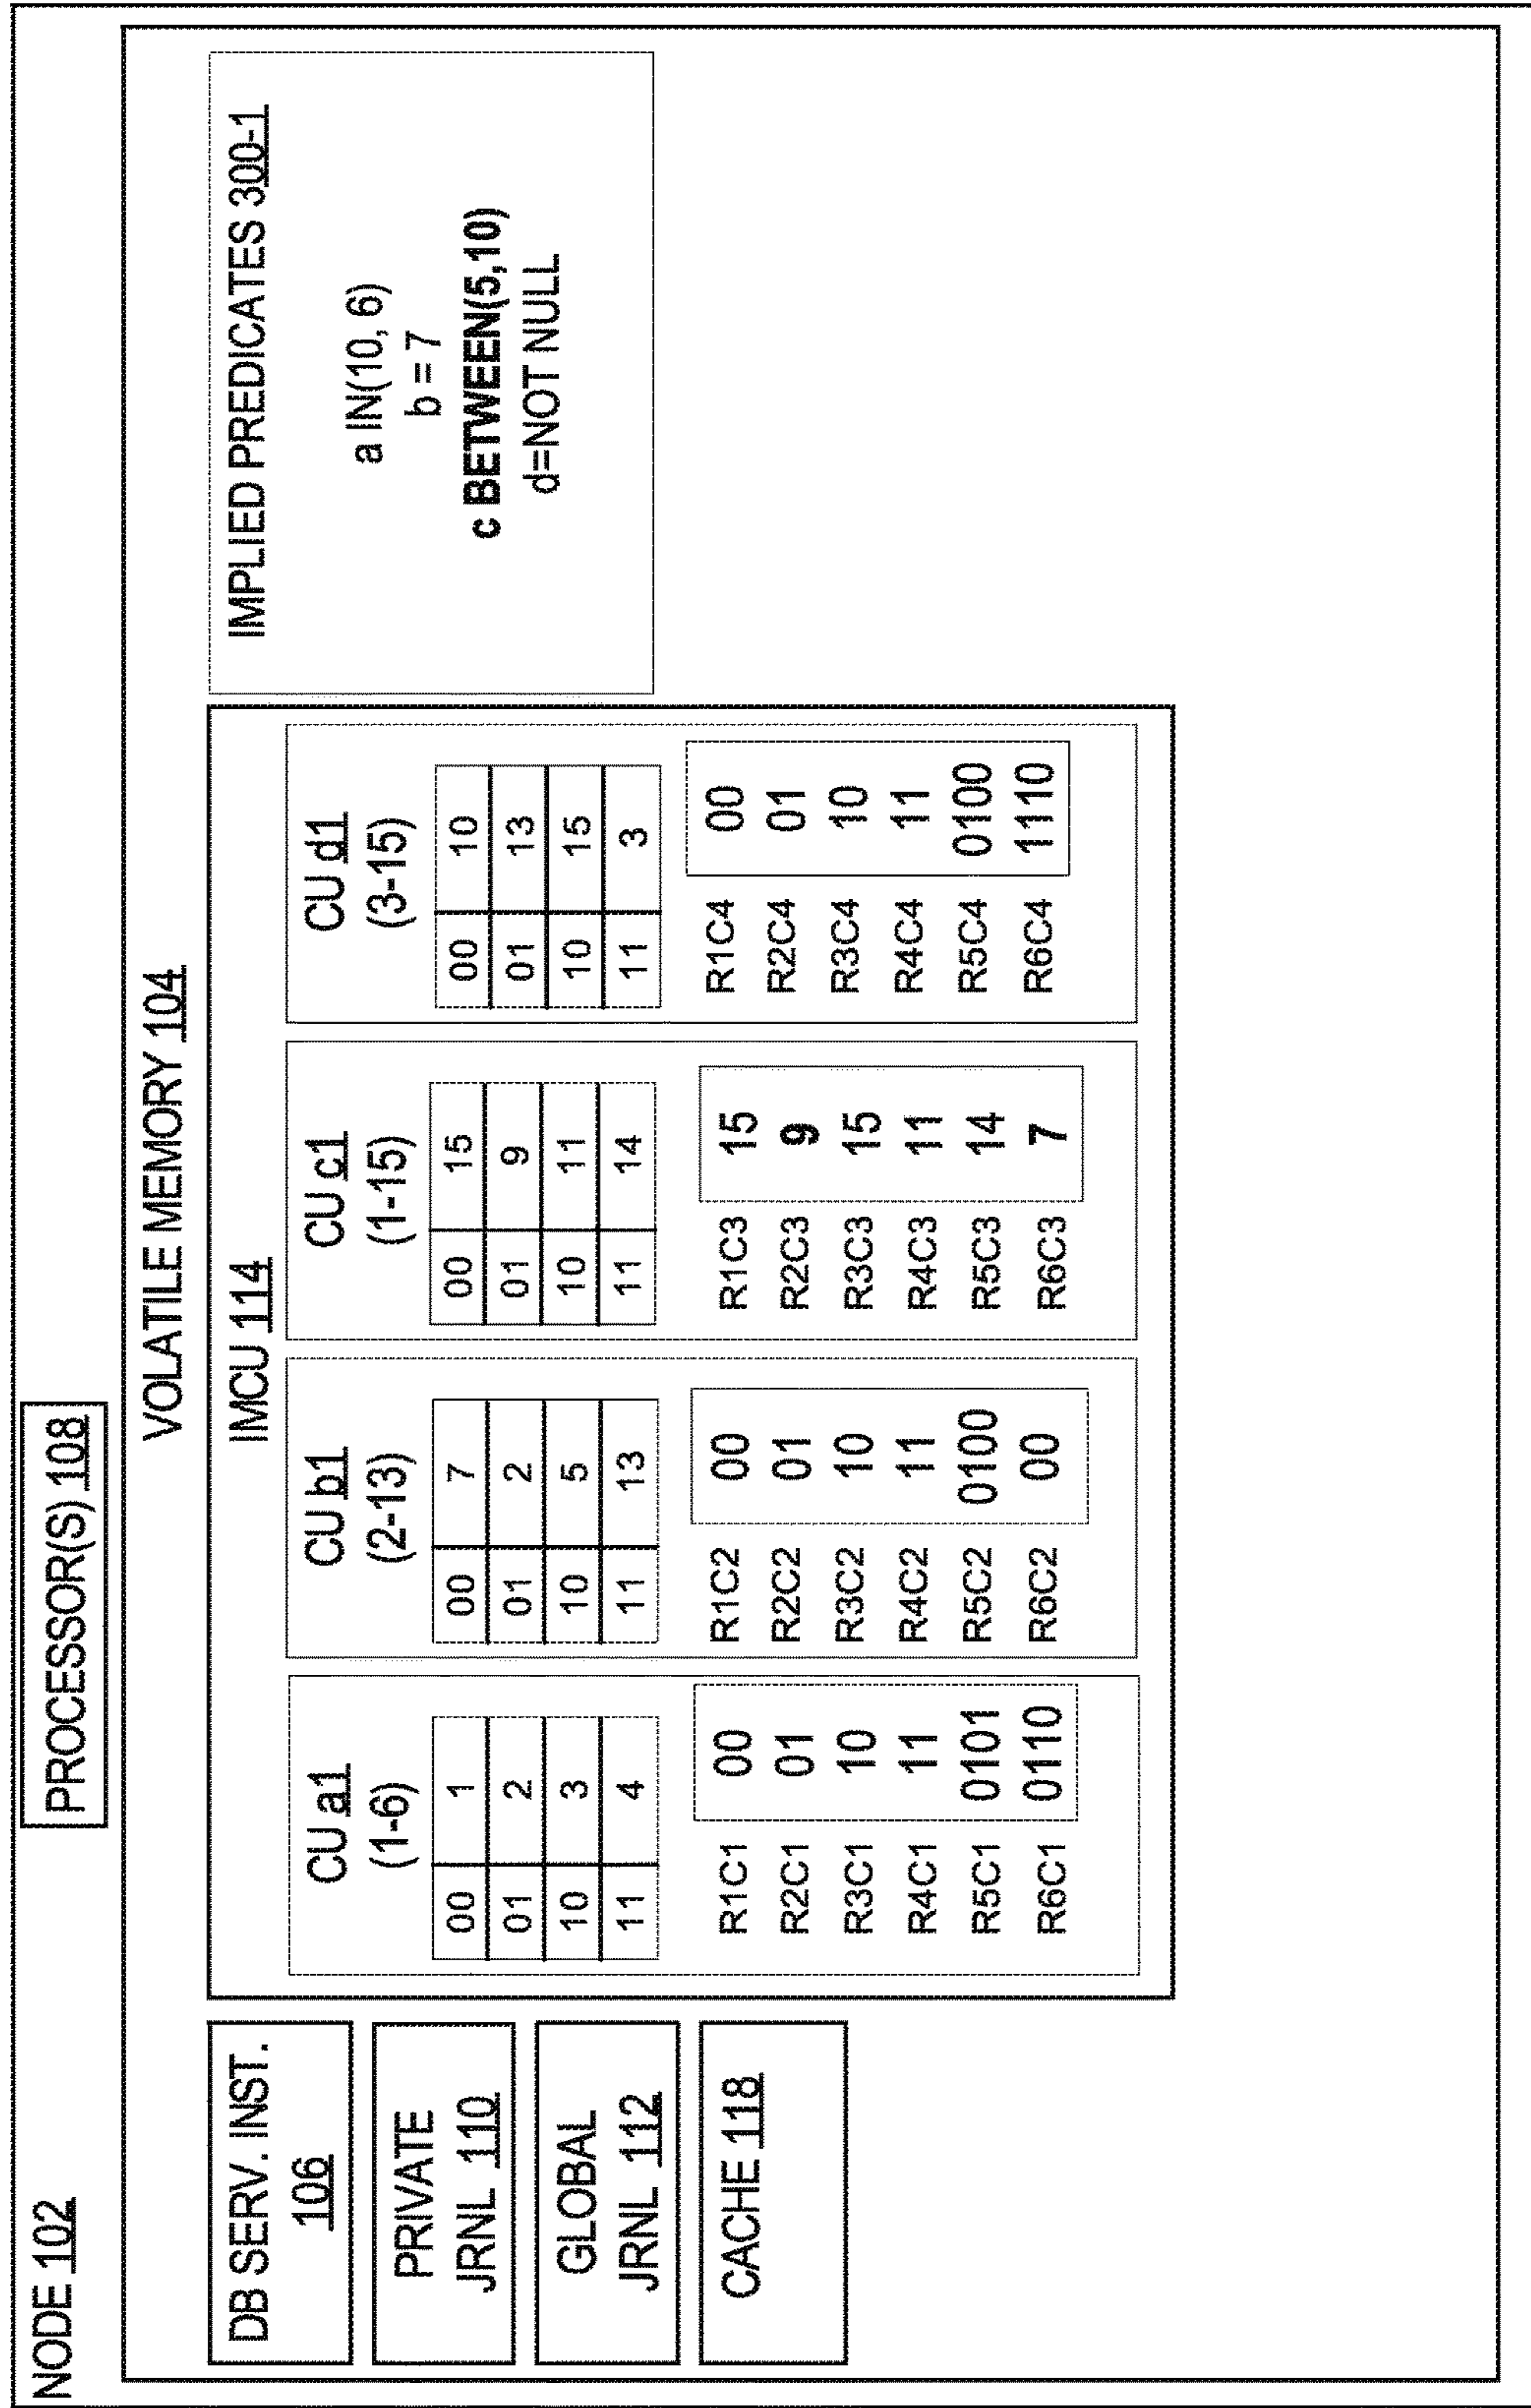 NODE 102
PROCESSOR(S) 108
VOLATILE MEMORY 104
DB SERV. INST.
106
PRIVATE
JRNL 110
GLOBAL
JRNL 112
CACHE 118
IMCU 114
CU a1
(1-6)
00 1
01 2
10 3
11 4
R1C1 00
R2C1 01
R3C1 10
R4C1 11
R5C1 0101
R6C1 0110
CU b1
(2-13)
00 7
01 2
10 5
11 13
R1C2 00
R2C2 01
R3C2 10
R4C2 11
R5C2 0100
R6C2 00
CU c1
(1-15)
00 15
01 9
10 11
11 14
R1C3 15
R2C3 9
R3C3 15
R4C3 11
R5C3 14
R6C3 7
CU d1
(3-15)
00 10
01 13
10 15
11 3
R1C4 00
R2C4 01
R3C4 10
R4C4 11
R5C4 0100
R6C4 1110
IMPLIED PREDICATES 300-1
a IN(10, 6)
b = 7
c BETWEEN(5,10)
d=NOT NULL